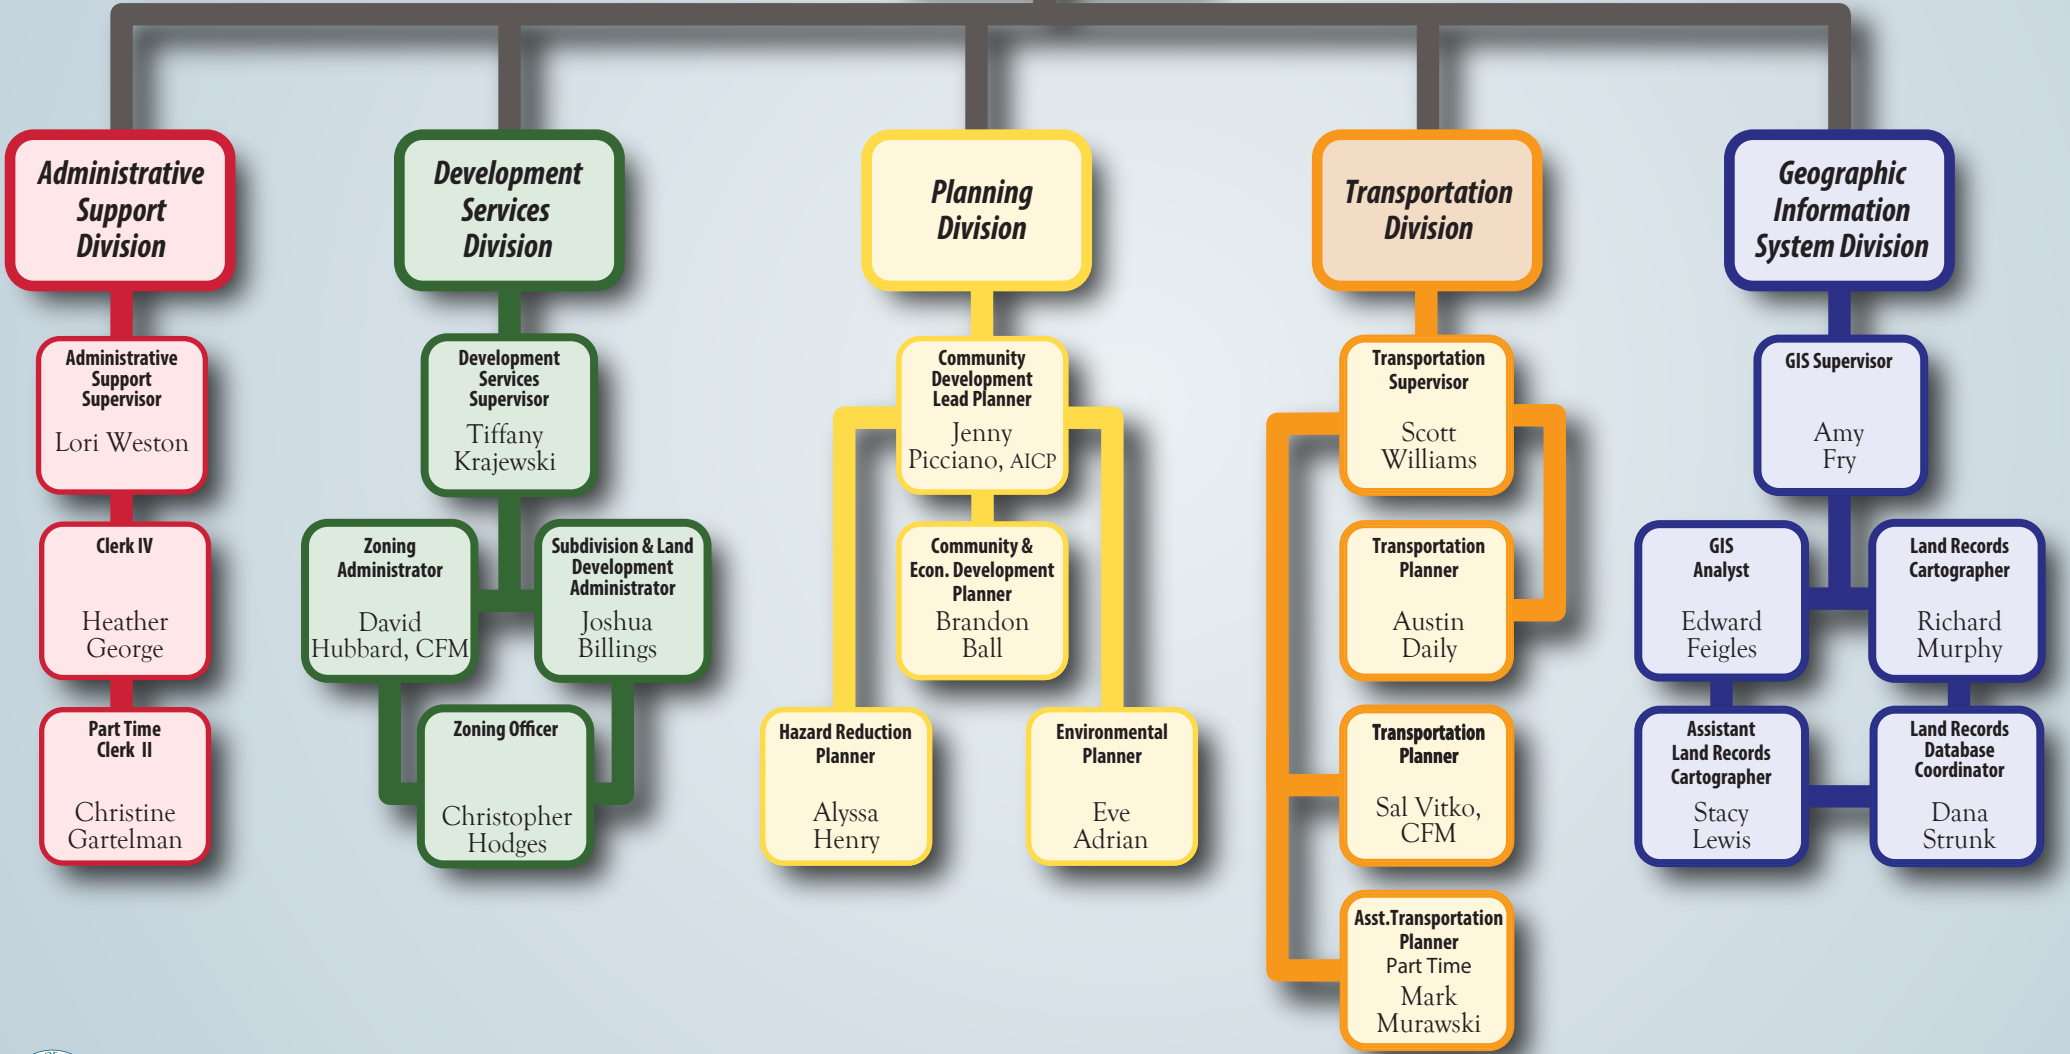 Administrative
Support
Division
Development
Services
Division
Planning
Division
Transportation
Division
Geographic
Information
System Division
Administrative
Support
Supervisor
Lori Weston
Clerk IV
Heather
George
Part Time
Clerk II
Christine
Gartelman
Development
Services
Supervisor
Tiffany
Krajewski
Zoning
Administrator
David
Hubbard, CFM
Subdivision & Land
Development
Administrator
Joshua
Billings
Zoning Officer
Christopher
Hodges
Community
Development
Lead Planner
Jenny
Picciano, AICP
Community &
Econ. Development
Planner
Brandon
Ball
Hazard Reduction
Planner
Alyssa
Henry
Environmental
Planner
Eve
Adrian
Transportation
Supervisor
Scott
Williams
Transportation
Planner
Austin
Daily
Transportation
Planner
Sal Vitko,
CFM
Asst.Transportation
Planner
Part Time
Mark
Murawski
GIS Supervisor
Amy
Fry
GIS
Analyst
Edward
Feigles
Land Records
Cartographer
Richard
Murphy
Assistant
Land Records
Cartographer
Stacy
Lewis
Land Records
Database
Coordinator
Dana
Strunk